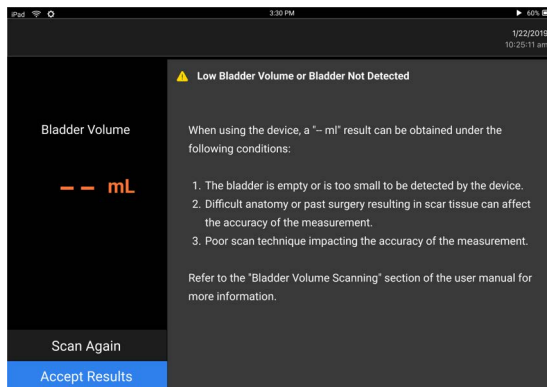 iPad 3:30 PM 60%
1/22/2019
10:25:11 am
Low Bladder Volume or Bladder Not Detected
Bladder Volume
-- mL
When using the device, a "-- ml" result can be obtained under the
following conditions:
1. The bladder is empty or is too small to be detected by the device.
2. Difficult anatomy or past surgery resulting in scar tissue can affect
the accuracy of the measurement.
3. Poor scan technique impacting the accuracy of the measurement.
Refer to the "Bladder Volume Scanning" section of the user manual for
more information.
Scan Again
Accept Results